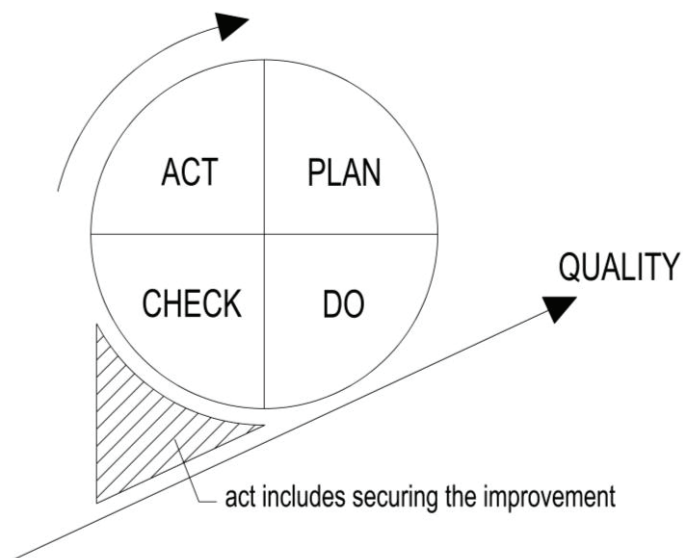 ACT
PLAN
QUALITY
CHECK
DO
act includes securing the improvement